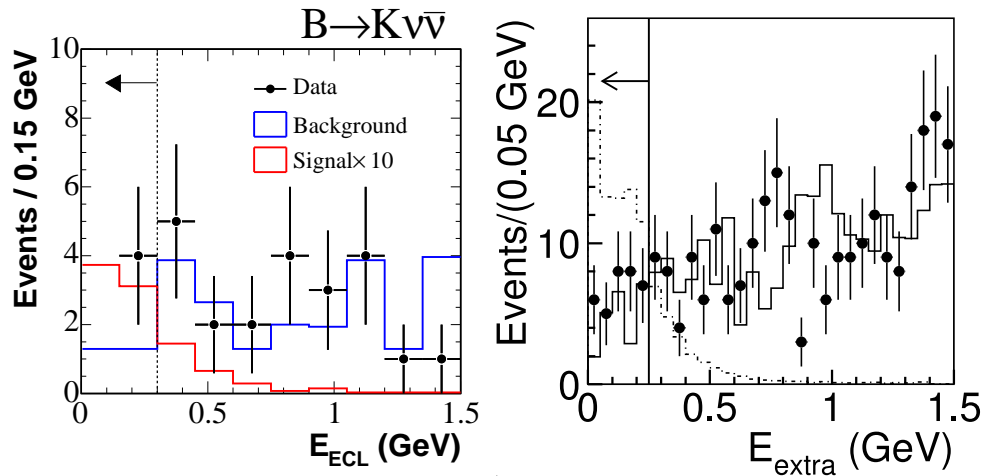 B→Kνν̄
Events / 0.15 GeV
10
8
6
4
2
0
Data
Background
Signal× 10
0 0.5 1 1.5
E_ECL (GeV)
Events/(0.05 GeV)
20
10
0
0 0.5 1 1.5
E_extra (GeV)